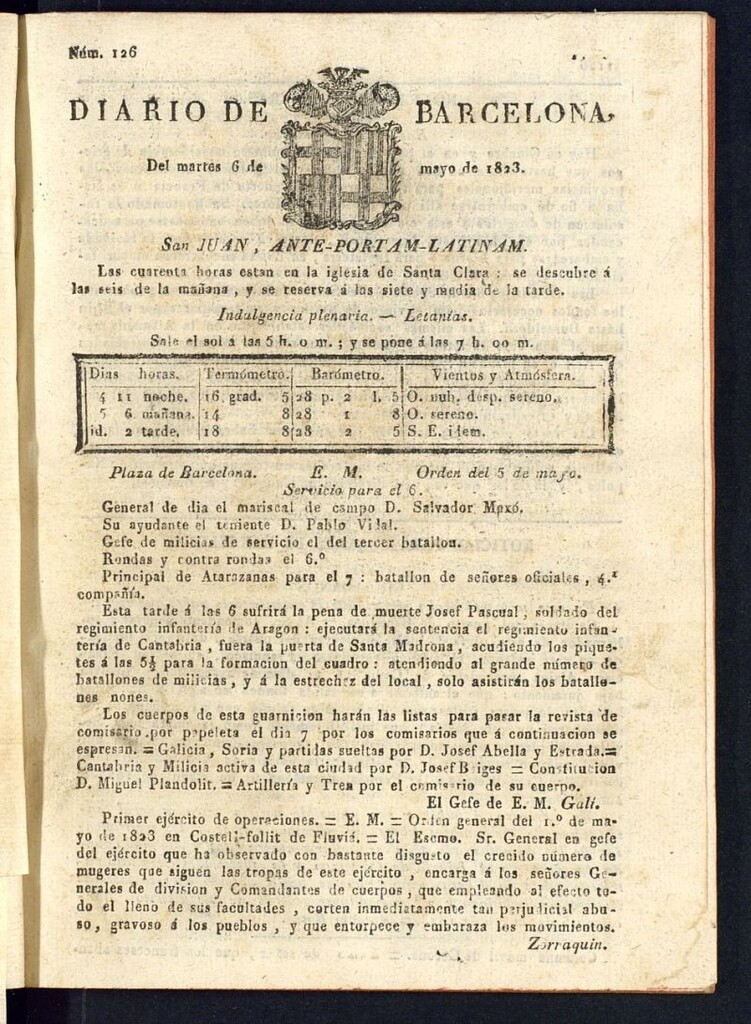 Núm. 126
DIARIO DE BARCELONA,
Del martes 6 de mayo de 1823.
San JUAN, ANTE-PORTAM-LATINAM.
Las cuarenta horas estan en la iglesia de Santa Clara: se descubre á
las seis de la mañana, y se reserva á las siete y media de la tarde.
Indulgencia plenaria. — Letanías.
Sale el sol á las 5 h. 0 m.; y se pone á las 7 h. 00 m.
Dias horas. Termómetro. Barómetro. Vientos y Atmósfera.
4 11 noche. 16 grad. 5 28 p. 2 l. 5 O. nub. desp. sereno.
5 6 mañana. 14 8 28 1 8 O. sereno.
id. 2 tarde. 18 8 28 2 5 S. E. idem.
Plaza de Barcelona. E. M. Orden del 5 de mayo.
Servicio para el 6.
General de dia el mariscal de campo D. Salvador Moxó.
Su ayudante el teniente D. Pablo Vidal.
Gefe de milicias de servicio el del tercer batallon.
Rondas y contra rondas el 6.º
Principal de Atarazanas para el 7: batallon de señores oficiales, 4.ª
compañía.
Esta tarde á las 6 sufrirá la pena de muerte Josef Pascual, soldado del
regimiento infantería de Aragon: ejecutará la sentencia el regimiento infan-
tería de Cantabria, fuera la puerta de Santa Madrona, acudiendo los pique-
tes á las 5½ para la formacion del cuadro: atendiendo al grande número de
batallones de milicias, y á la estrechez del local, solo asistirán los batallo-
nes nones.
Los cuerpos de esta guarnicion harán las listas para pasar la revista de
comisario por papeleta el dia 7 por los comisarios que á continuacion se
espresan. = Galicia, Soria y partidas sueltas por D. Josef Abella y Estrada. =
Cantabria y Milicia activa de esta ciudad por D. Josef Boiges = Constitucion
D. Miguel Plandolit. = Artillería y Tren por el comisario de su cuerpo.
El Gefe de E. M. Galí.
Primer ejército de operaciones. = E. M. = Orden general del 1.º de ma-
yo de 1823 en Costell-follit de Fluviá. = El Escmo. Sr. General en gefe
del ejército que ha observado con bastante disgusto el crecido número de
mugeres que siguen las tropas de este ejército, encarga á los señores Ge-
nerales de division y Comandantes de cuerpos, que empleando al efecto to-
do el lleno de sus facultades, corten inmediatamente tan perjudicial abu-
so, gravoso á los pueblos, y que entorpece y embaraza los movimientos.
Zorraquin.